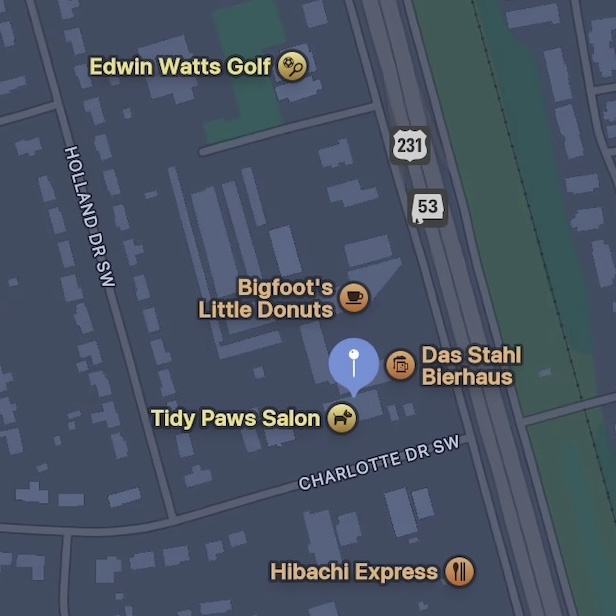 Edwin Watts Golf
231
HOLLAND DR SW
53
Bigfoot's
Little Donuts
Das Stahl
Bierhaus
Tidy Paws Salon
CHARLOTTE DR SW
Hibachi Express